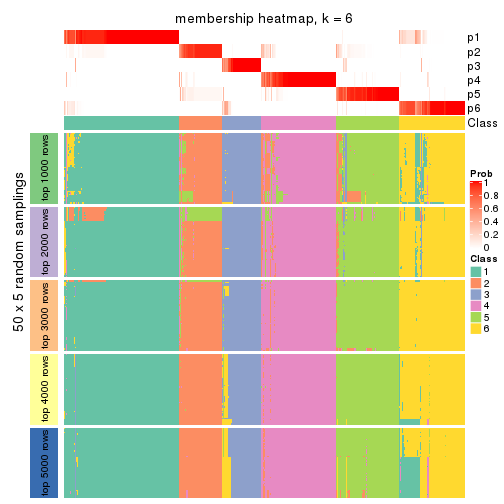 membership heatmap, k = 6
p1
p2
p3
p4
p5
p6
Class
50 x 5 random samplings
top 1000 rows
top 2000 rows
top 3000 rows
top 4000 rows
top 5000 rows
Prob
1
0.8
0.6
0.4
0.2
0
Class
1
2
3
4
5
6